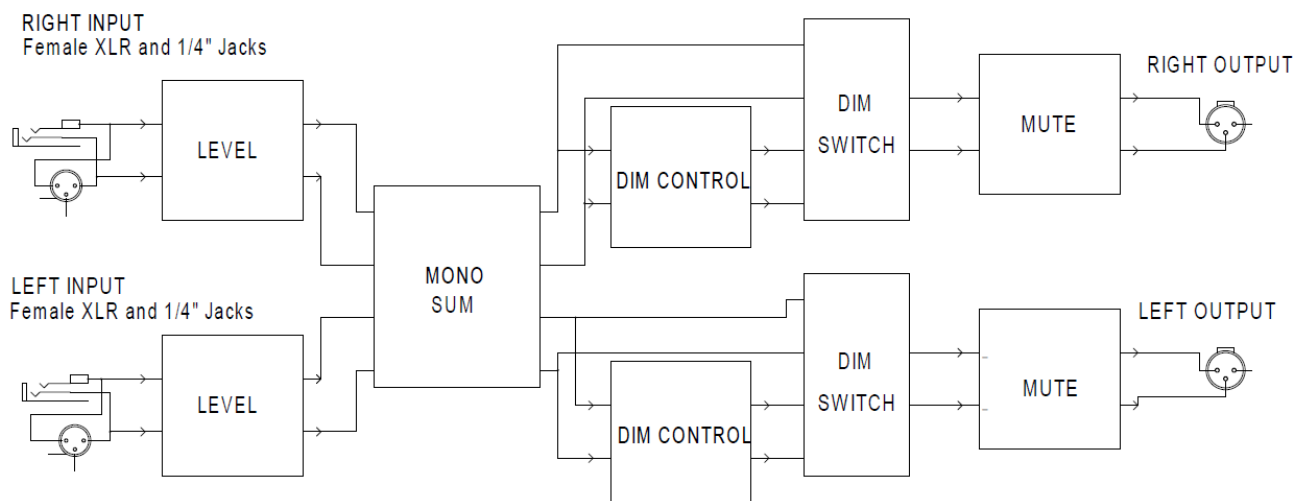 RIGHT INPUT
Female XLR and 1/4" Jacks
LEVEL
DIM CONTROL
DIM
SWITCH
MUTE
RIGHT OUTPUT
MONO
SUM
LEFT INPUT
Female XLR and 1/4" Jacks
LEVEL
DIM CONTROL
DIM
SWITCH
MUTE
LEFT OUTPUT